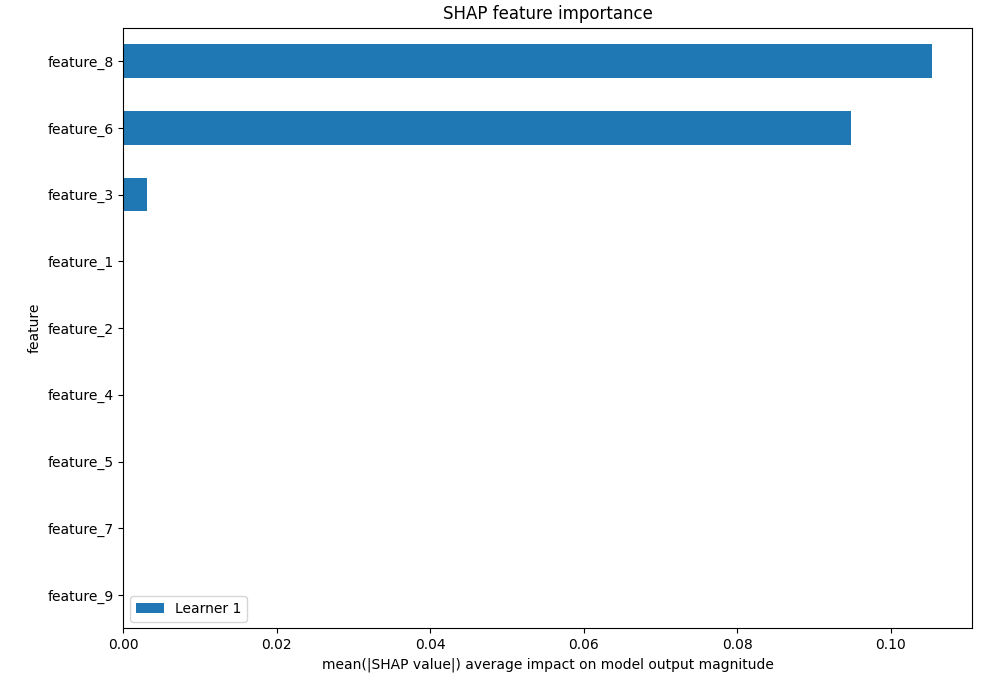 SHAP feature importance
feature_8
feature_6
feature_3
feature_1
feature_2
feature_4
feature_5
feature_7
feature_9
feature
Learner 1
0.00 0.02 0.04 0.06 0.08 0.10
mean(|SHAP value|) average impact on model output magnitude